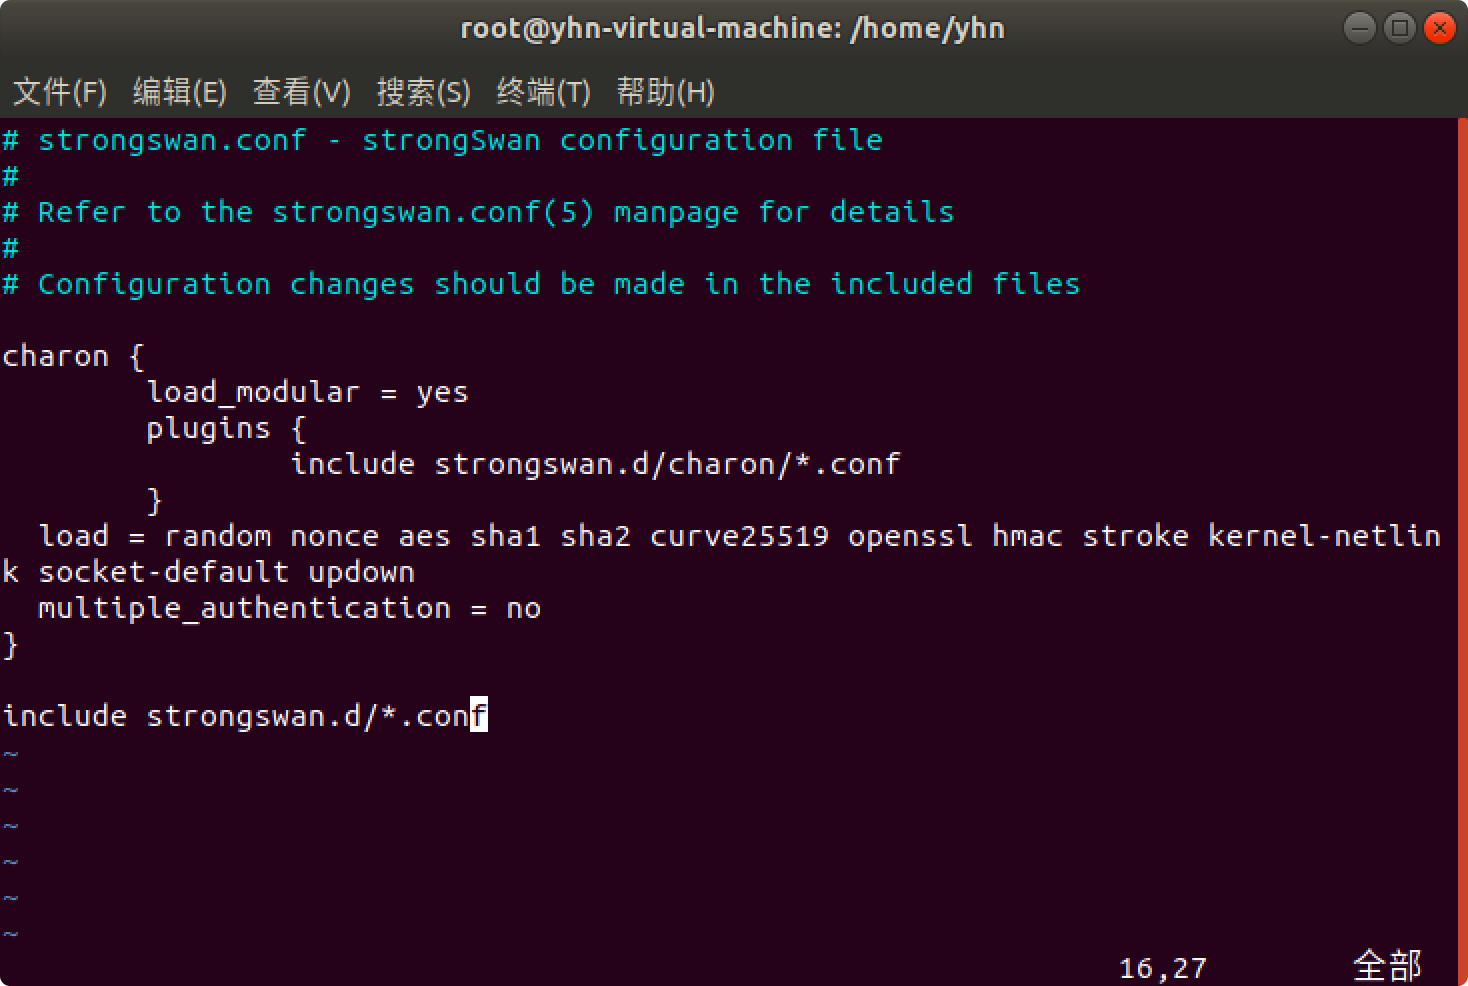 root@yhn-virtual-machine: /home/yhn
文件(F) 编辑(E) 查看(V) 搜索(S) 终端(T) 帮助(H)
# strongswan.conf - strongSwan configuration file
#
# Refer to the strongswan.conf(5) manpage for details
#
# Configuration changes should be made in the included files
charon {
load_modular = yes
plugins {
include strongswan.d/charon/*.conf
}
load = random nonce aes sha1 sha2 curve25519 openssl hmac stroke kernel-netlin
k socket-default updown
multiple_authentication = no
}
include strongswan.d/*.conf
~
~
~
~
~
~
16,27 全部